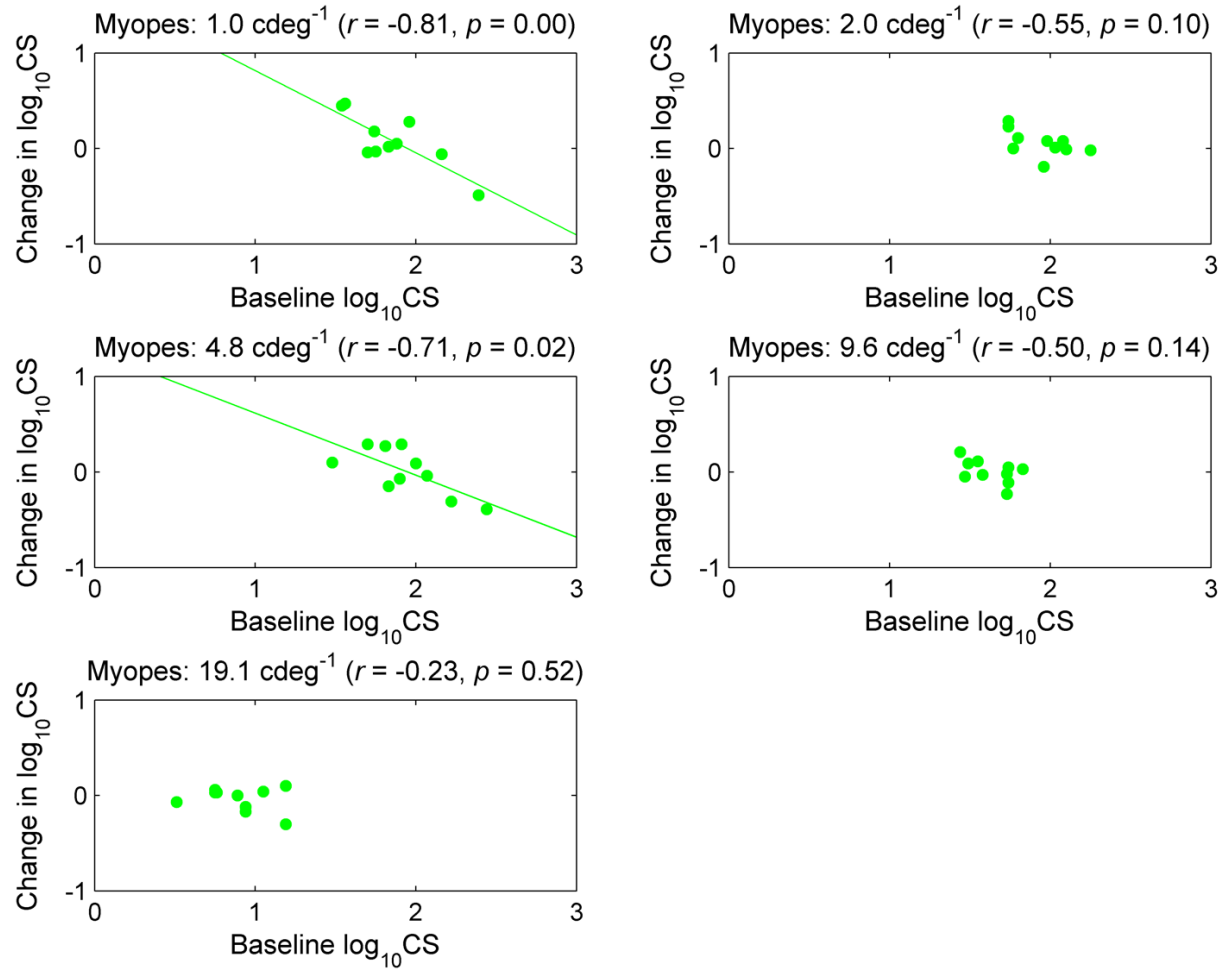 Myopes: 1.0 cdeg⁻¹ (r = -0.81, p = 0.00)
1
0
-1
Change in log₁₀CS
0 1 2 3
Baseline log₁₀CS
Myopes: 2.0 cdeg⁻¹ (r = -0.55, p = 0.10)
1
0
-1
Change in log₁₀CS
0 1 2 3
Baseline log₁₀CS
Myopes: 4.8 cdeg⁻¹ (r = -0.71, p = 0.02)
1
0
-1
Change in log₁₀CS
0 1 2 3
Baseline log₁₀CS
Myopes: 9.6 cdeg⁻¹ (r = -0.50, p = 0.14)
1
0
-1
Change in log₁₀CS
0 1 2 3
Baseline log₁₀CS
Myopes: 19.1 cdeg⁻¹ (r = -0.23, p = 0.52)
1
0
-1
Change in log₁₀CS
0 1 2 3
Baseline log₁₀CS